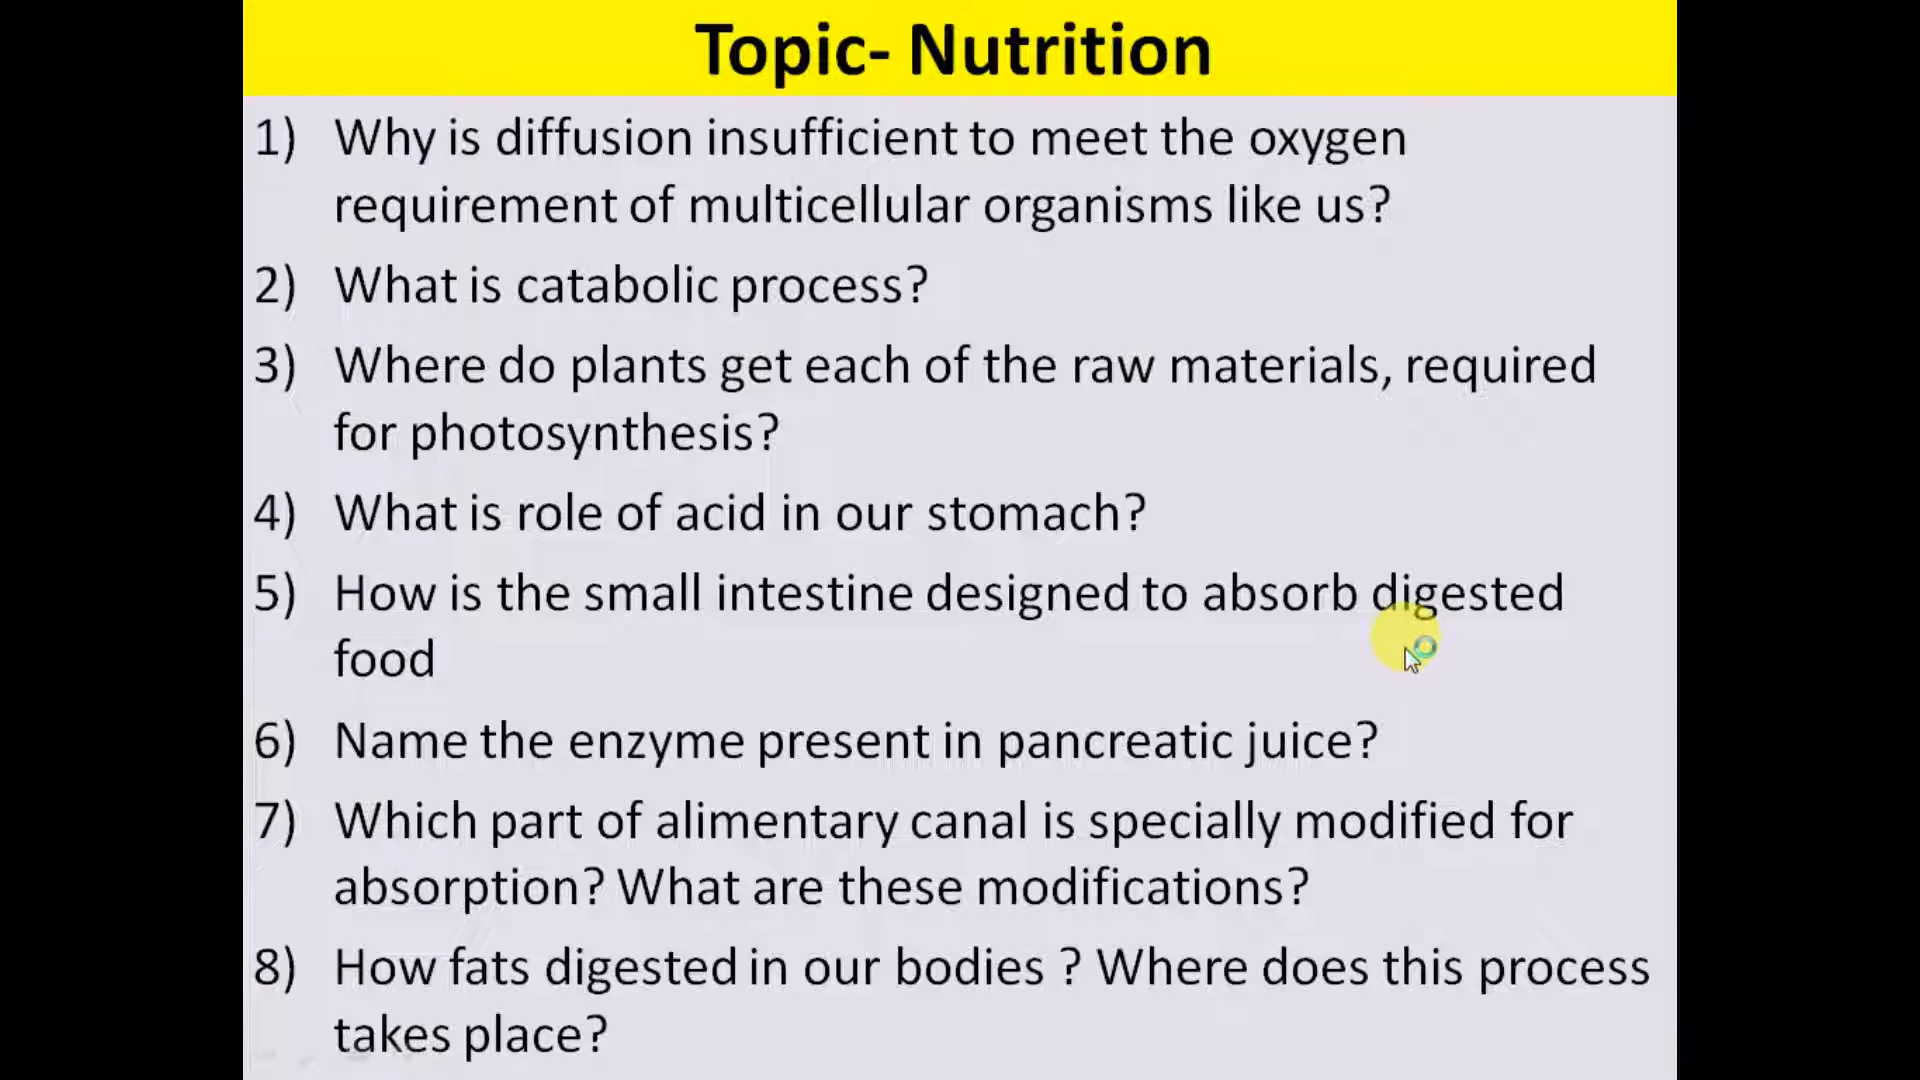 Topic- Nutrition
1) Why is diffusion insufficient to meet the oxygen
requirement of multicellular organisms like us?
2) What is catabolic process?
3) Where do plants get each of the raw materials, required
for photosynthesis?
4) What is role of acid in our stomach?
5) How is the small intestine designed to absorb digested
food
6) Name the enzyme present in pancreatic juice?
7) Which part of alimentary canal is specially modified for
absorption? What are these modifications?
8) How fats digested in our bodies ? Where does this process
takes place?